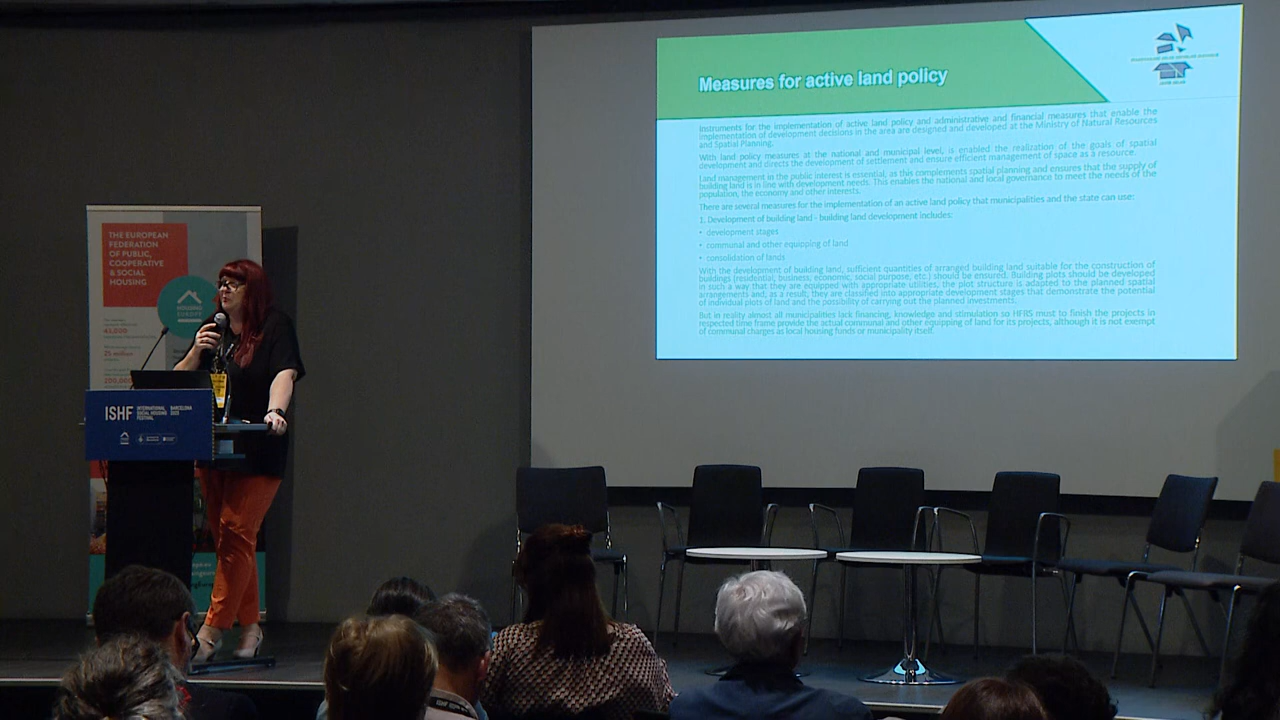 Measures for active land policy
Instruments for the implementation of active land policy and administrative and financial measures that enable the
implementation of development decisions in the area are designed and developed at the Ministry of Natural Resources
and Spatial Planning.
With land policy measures at the national and municipal level, is enabled the realization of the goals of spatial
development and directs the development of settlement and ensure efficient management of space as a resource.
Land management in the public interest is essential, as this complements spatial planning and ensures that the supply of
building land is in line with development needs. This enables the national and local governance to meet the needs of the
population, the economy and other interests.
There are several measures for the implementation of an active land policy that municipalities and the state can use:
1. Development of building land - building land development includes:
• development stages
• communal and other equipping of land
• consolidation of lands
With the development of building land, sufficient quantities of arranged building land suitable for the construction of
buildings (residential, business, economic, social purpose, etc.) should be ensured. Building plots should be developed
in such a way that they are equipped with appropriate utilities, the plot structure is adapted to the planned spatial
arrangements and, as a result, they are classified into appropriate development stages that demonstrate the potential
of individual plots of land and the possibility of carrying out the planned investments.
But in reality almost all municipalities lack financing, knowledge and stimulation so HFRS must to finish the projects in
respected time frame provide the actual communal and other equipping of land for its projects, although it is not exempt
of communal charges as local housing funds or municipality itself.
THE EUROPEAN
FEDERATION
OF PUBLIC,
COOPERATIVE
& SOCIAL
HOUSING
HOUSING
EUROPE
43,000
25 million
200,00
ISHF
INTERNATIONAL
SOCIAL HOUSING
FESTIVAL
BARCELONA
2023